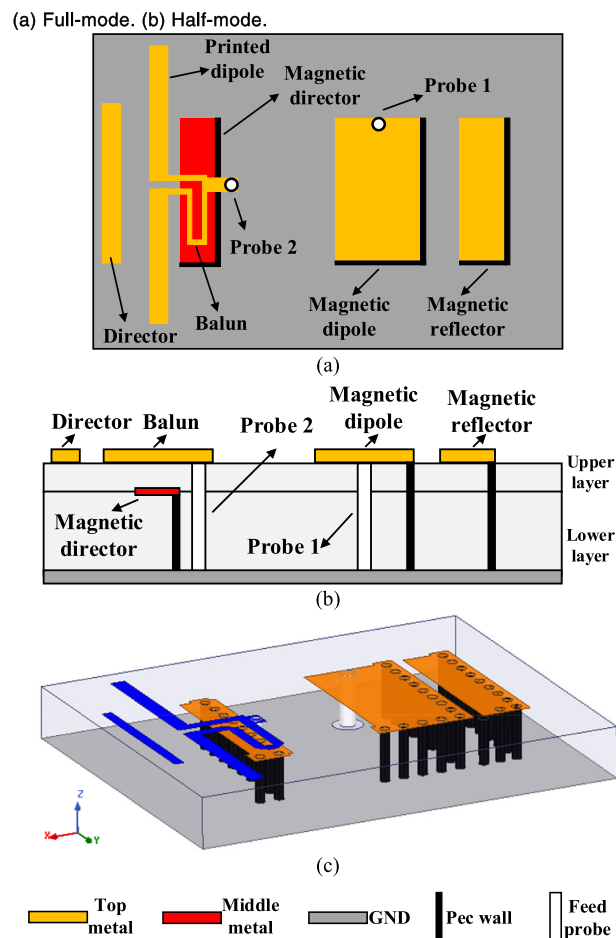 (a) Full-mode. (b) Half-mode.
Printed
dipole
Magnetic
director
Probe 1
Probe 2
Director
Balun
Magnetic
dipole
Magnetic
reflector
(a)
Director
Balun
Probe 2
Magnetic
dipole
Magnetic
reflector
Upper
layer
Magnetic
director
Probe 1
Lower
layer
(b)
Z
X
Y
(c)
Top
metal
Middle
metal
GND
Pec wall
Feed
probe